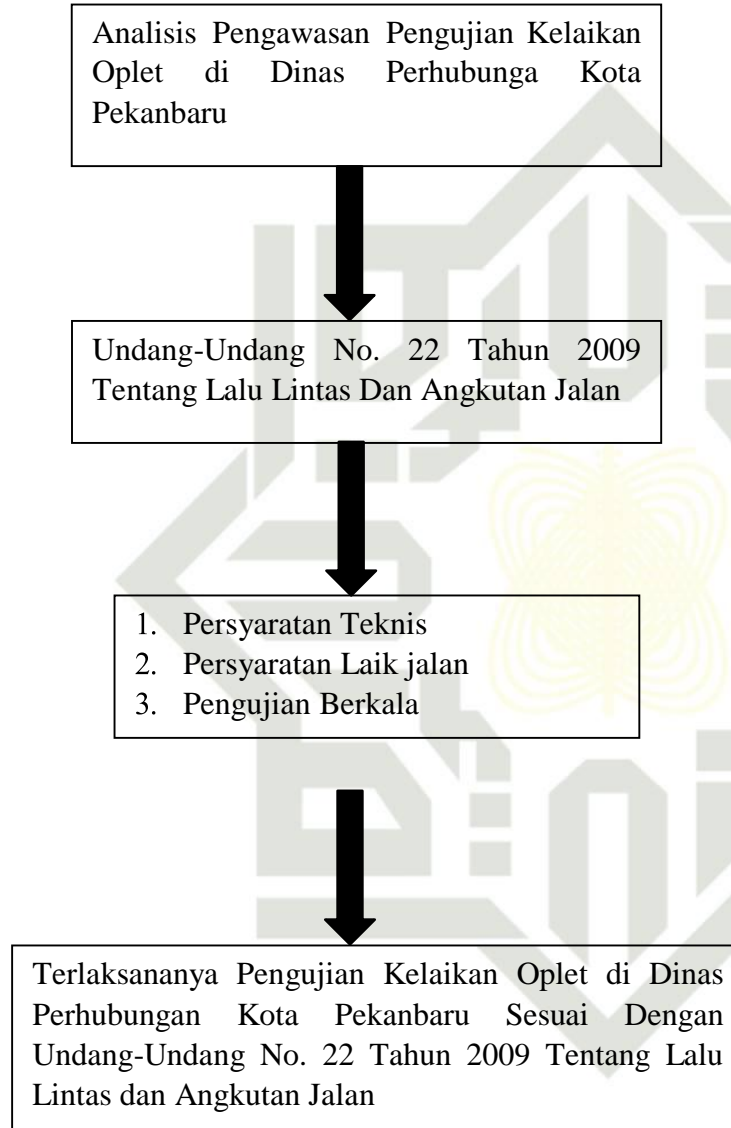 Analisis Pengawasan Pengujian Kelaikan
Oplet di Dinas Perhubunga Kota
Pekanbaru
Undang-Undang No. 22 Tahun 2009
Tentang Lalu Lintas Dan Angkutan Jalan
1. Persyaratan Teknis
2. Persyaratan Laik jalan
3. Pengujian Berkala
Terlaksananya Pengujian Kelaikan Oplet di Dinas
Perhubungan Kota Pekanbaru Sesuai Dengan
Undang-Undang No. 22 Tahun 2009 Tentang Lalu
Lintas dan Angkutan Jalan